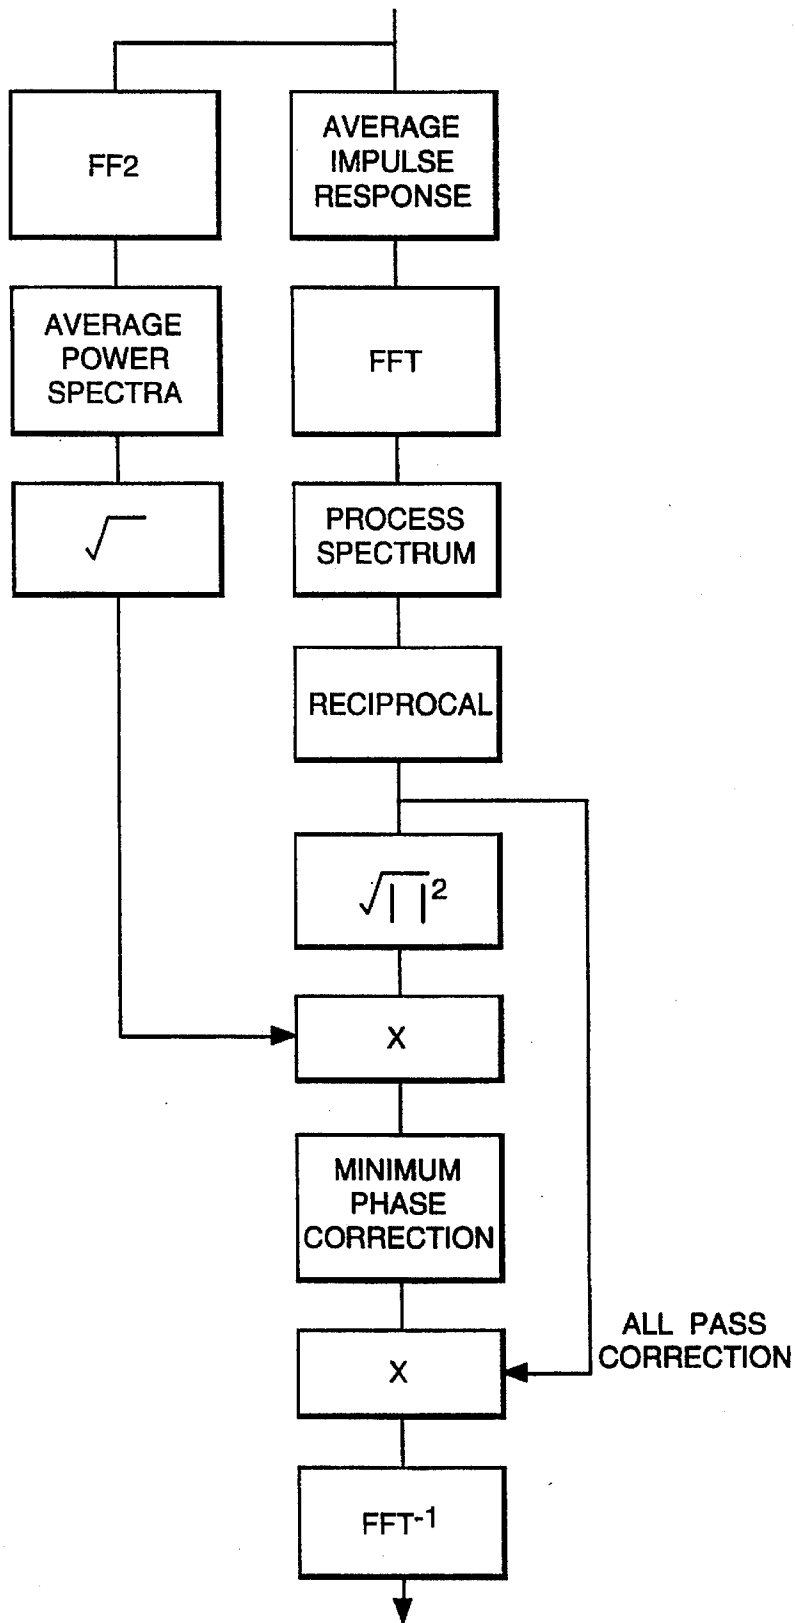 FF2
AVERAGE
IMPULSE
RESPONSE
AVERAGE
POWER
SPECTRA
FFT
√
PROCESS
SPECTRUM
RECIPROCAL
√| |²
X
MINIMUM
PHASE
CORRECTION
X
ALL PASS
CORRECTION
FFT⁻¹